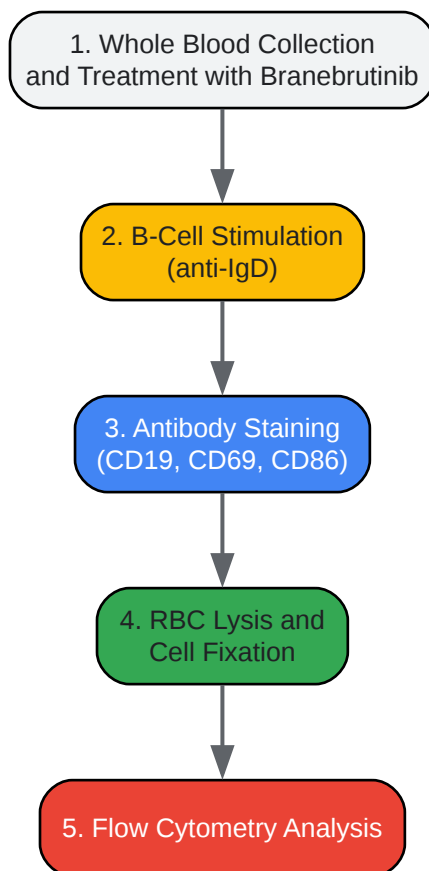 1. Whole Blood Collection
and Treatment with Branebrutinib
2. B-Cell Stimulation
(anti-IgD)
3. Antibody Staining
(CD19, CD69, CD86)
4. RBC Lysis and
Cell Fixation
5. Flow Cytometry Analysis